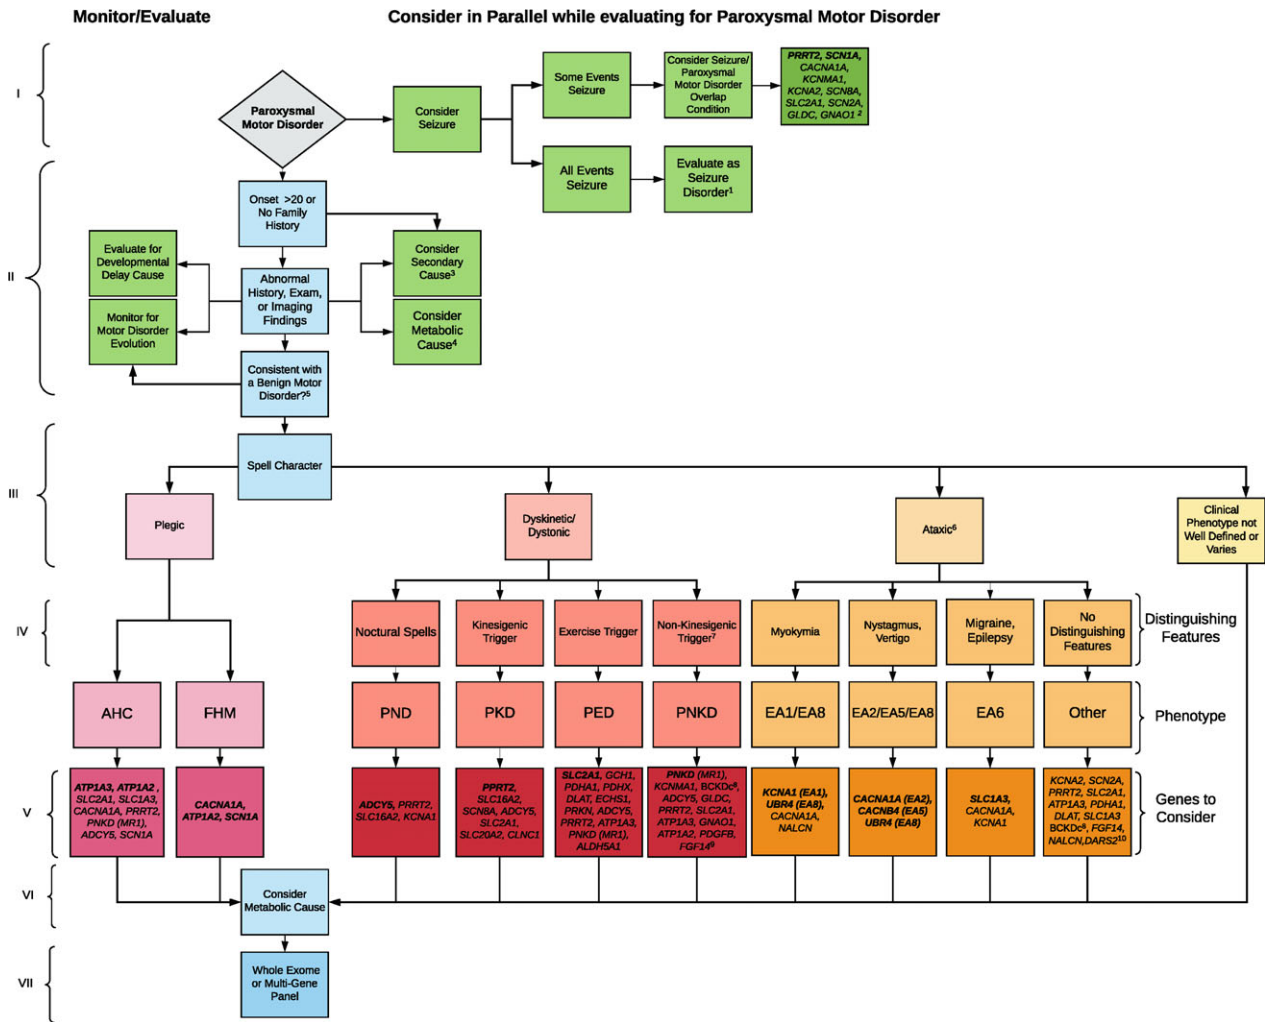 Monitor/Evaluate
Consider in Parallel while evaluating for Paroxysmal Motor Disorder
I
Paroxysmal
Motor Disorder
Consider
Seizure
Some Events
Seizure
Consider Seizure/
Paroxysmal
Motor Disorder
Overlap
Condition
PRRT2, SCN1A,
CACNA1A,
KCNMA1,
KCNA2, SCN8A,
SLC2A1, SCN2A,
GLDC, GNAO1 ²
All Events
Seizure
Evaluate as
Seizure
Disorder¹
II
Onset >20 or
No Family
History
Evaluate for
Developmental
Delay Cause
Monitor for
Motor Disorder
Evolution
Abnormal
History, Exam,
or Imaging
Findings
Consider
Secondary
Cause³
Consider
Metabolic
Cause⁴
Consistent with
a Benign Motor
Disorder?⁵
III
Spell Character
Plegic
Dyskinetic/
Dystonic
Ataxic⁶
Clinical
Phenotype not
Well Defined or
Varies
IV
Noctural Spells
Kinesigenic
Trigger
Exercise Trigger
Non-Kinesigenic
Trigger⁷
Myokymia
Nystagmus,
Vertigo
Migraine,
Epilepsy
No
Distinguishing
Features
Distinguishing
Features
AHC
FHM
PND
PKD
PED
PNKD
EA1/EA8
EA2/EA5/EA8
EA6
Other
Phenotype
V
ATP1A3, ATP1A2 ,
SLC2A1, SLC1A3,
CACNA1A, PRRT2,
PNKD (MR1),
ADCY5, SCN1A
CACNA1A,
ATP1A2, SCN1A
ADCY5, PRRT2,
SLC16A2, KCNA1
PPRT2,
SLC16A2,
SCN8A, ADCY5,
SLC2A1,
SLC20A2, CLNC1
SLC2A1, GCH1,
PDHA1, PDHX,
DLAT, ECHS1,
PRKN, ADCY5,
PRRT2, ATP1A3,
PNKD (MR1),
ALDH5A1
PNKD (MR1),
KCNMA1, BCKDc⁸,
ADCY5, GLDC,
PRRT2, SLC2A1,
ATP1A3, GNAO1,
ATP1A2, PDGFB,
FGF14⁹
KCNA1 (EA1),
UBR4 (EA8),
CACNA1A,
NALCN
CACNA1A (EA2),
CACNB4 (EA5)
UBR4 (EA8)
SLC1A3,
CACNA1A,
KCNA1
KCNA2, SCN2A,
PRRT2, SLC2A1,
ATP1A3, PDHA1,
DLAT, SLC1A3
BCKDc⁸, FGF14,
NALCN,DARS2¹⁰
Genes to
Consider
VI
Consider
Metabolic Cause
VII
Whole Exome
or Multi-Gene
Panel